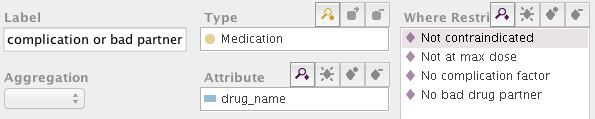 Label
Type
Where Restri
complication or bad partner
Medication
Not contraindicated
Not at max dose
No complication factor
No bad drug partner
Aggregation
Attribute
drug_name